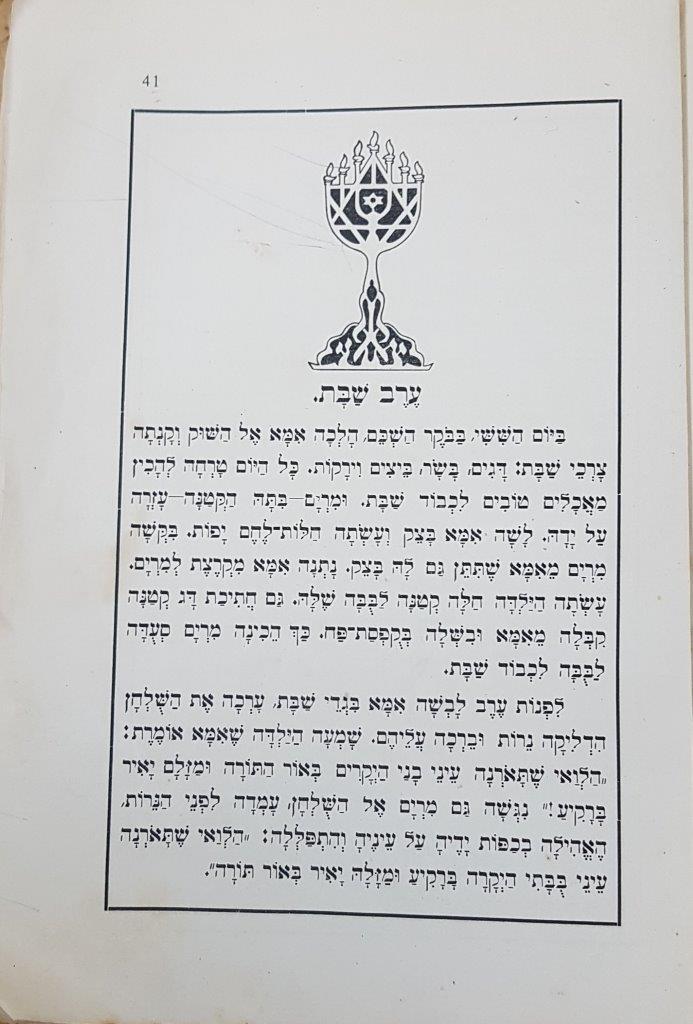 41
עֶרֶב שַׁבָּת.
בַּיּוֹם הַשִּׁשִּׁי, בַּבֹּקֶר הַשְׁכֵּם, הָלְכָה אִמָּא אֶל הַשּׁוּק וְקָנְתָה
צָרְכֵי שַׁבָּת: דָּגִים, בָּשָׂר, בֵּיצִים וִירָקוֹת. כָּל הַיּוֹם טָרְחָה לְהָכִין
מַאֲכָלִים טוֹבִים לִכְבוֹד שַׁבָּת. וּמִרְיָם—בִּתָּהּ הַקְּטַנָּה—עָזְרָה
עַל יָדָהּ. לָשָׁה אִמָּא בָּצֵק וְעָשְׂתָה חַלּוֹת־לֶחֶם יָפוֹת. בִּקְשָׁה
מִרְיָם מֵאִמָּא שֶׁתִּתֵּן גַּם לָהּ בָּצֵק. נָתְנָה אִמָּא מִקְרֶצֶת לְמִרְיָם.
עָשְׂתָה הַיַּלְדָּה חַלָּה קְטַנָּה לַבֻּבָּה שֶׁלָּהּ. גַּם חֲתִיכַת דָּג קְטַנָּה
קִבְּלָה מֵאִמָּא וּבִשְּׁלָה בְּקֻפְסַת־פַּח. כַּךְ הֵכִינָה מִרְיָם סְעֻדָּה
לַבֻּבָּה לִכְבוֹד שַׁבָּת.
לִפְנוֹת עֶרֶב לָבְשָׁה אִמָּא בִּגְדֵי שַׁבָּת, עָרְכָה אֶת הַשֻּׁלְחָן
הִדְלִיקָה נֵרוֹת וּבֵרְכָה עֲלֵיהֶם. שָׁמְעָה הַיַּלְדָּה שֶׁאִמָּא אוֹמֶרֶת:
„הַלְוַאי שֶׁתָּאֹרְנָה עֵינֵי בָנַי הַיְקָרִים בְּאוֹר הַתּוֹרָה וּמַזָּלָם יָאִיר
בָּרָקִיעַ!" נִגְּשָׁה גַּם מִרְיָם אֶל הַשֻּׁלְחָן, עָמְדָה לִפְנֵי הַנֵּרוֹת,
הֶאֱהִילָה בְּכַפּוֹת יָדֶיהָ עַל עֵינֶיהָ וְהִתְפַּלְּלָה: „הַלְוַאי שֶׁתָּאֹרְנָה
עֵינֵי בֻּבָּתִי הַיְקָרָה בְּרָקִיעַ וּמַזָּלָהּ יָאִיר בְּאוֹר תּוֹרָה".